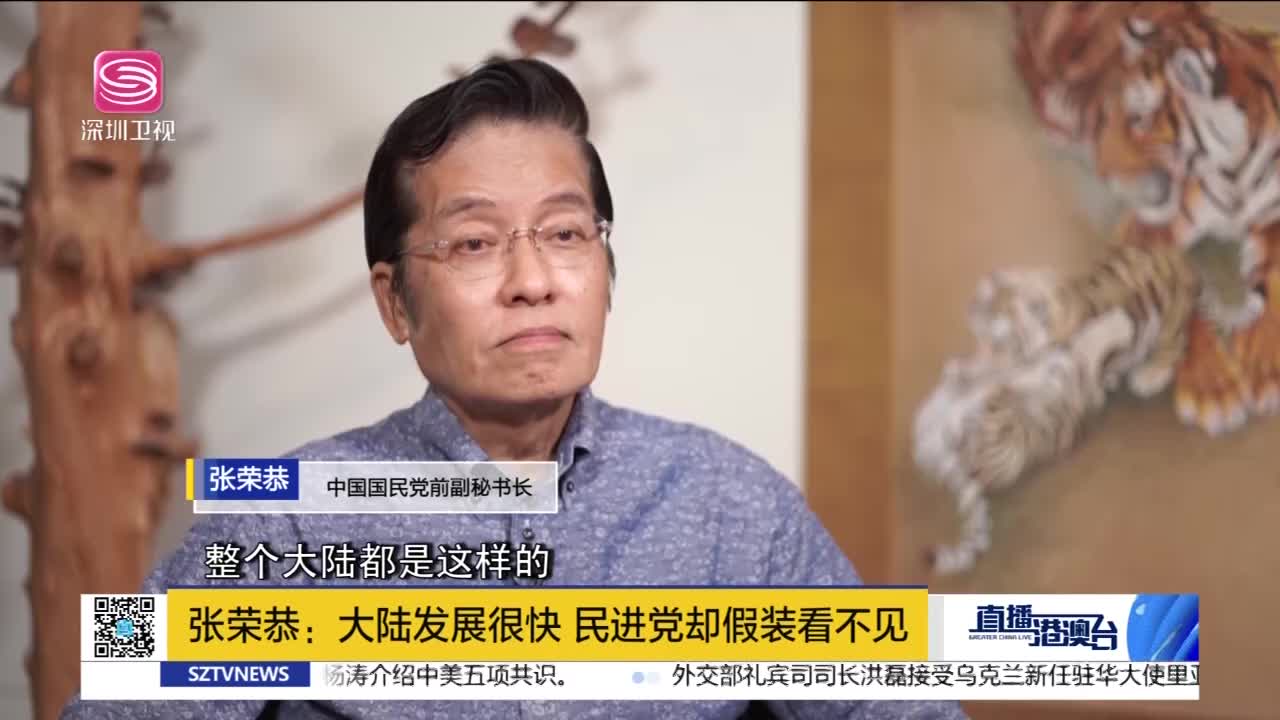 深圳卫视
张荣恭
中国国民党前副秘书长
整个大陆都是这样的
张荣恭：大陆发展很快 民进党却假装看不见
直播港澳台
GREATER CHINA LIVE
SZTVNEWS
杨涛介绍中美五项共识。
外交部礼宾司司长洪磊接受乌克兰新任驻华大使里亚